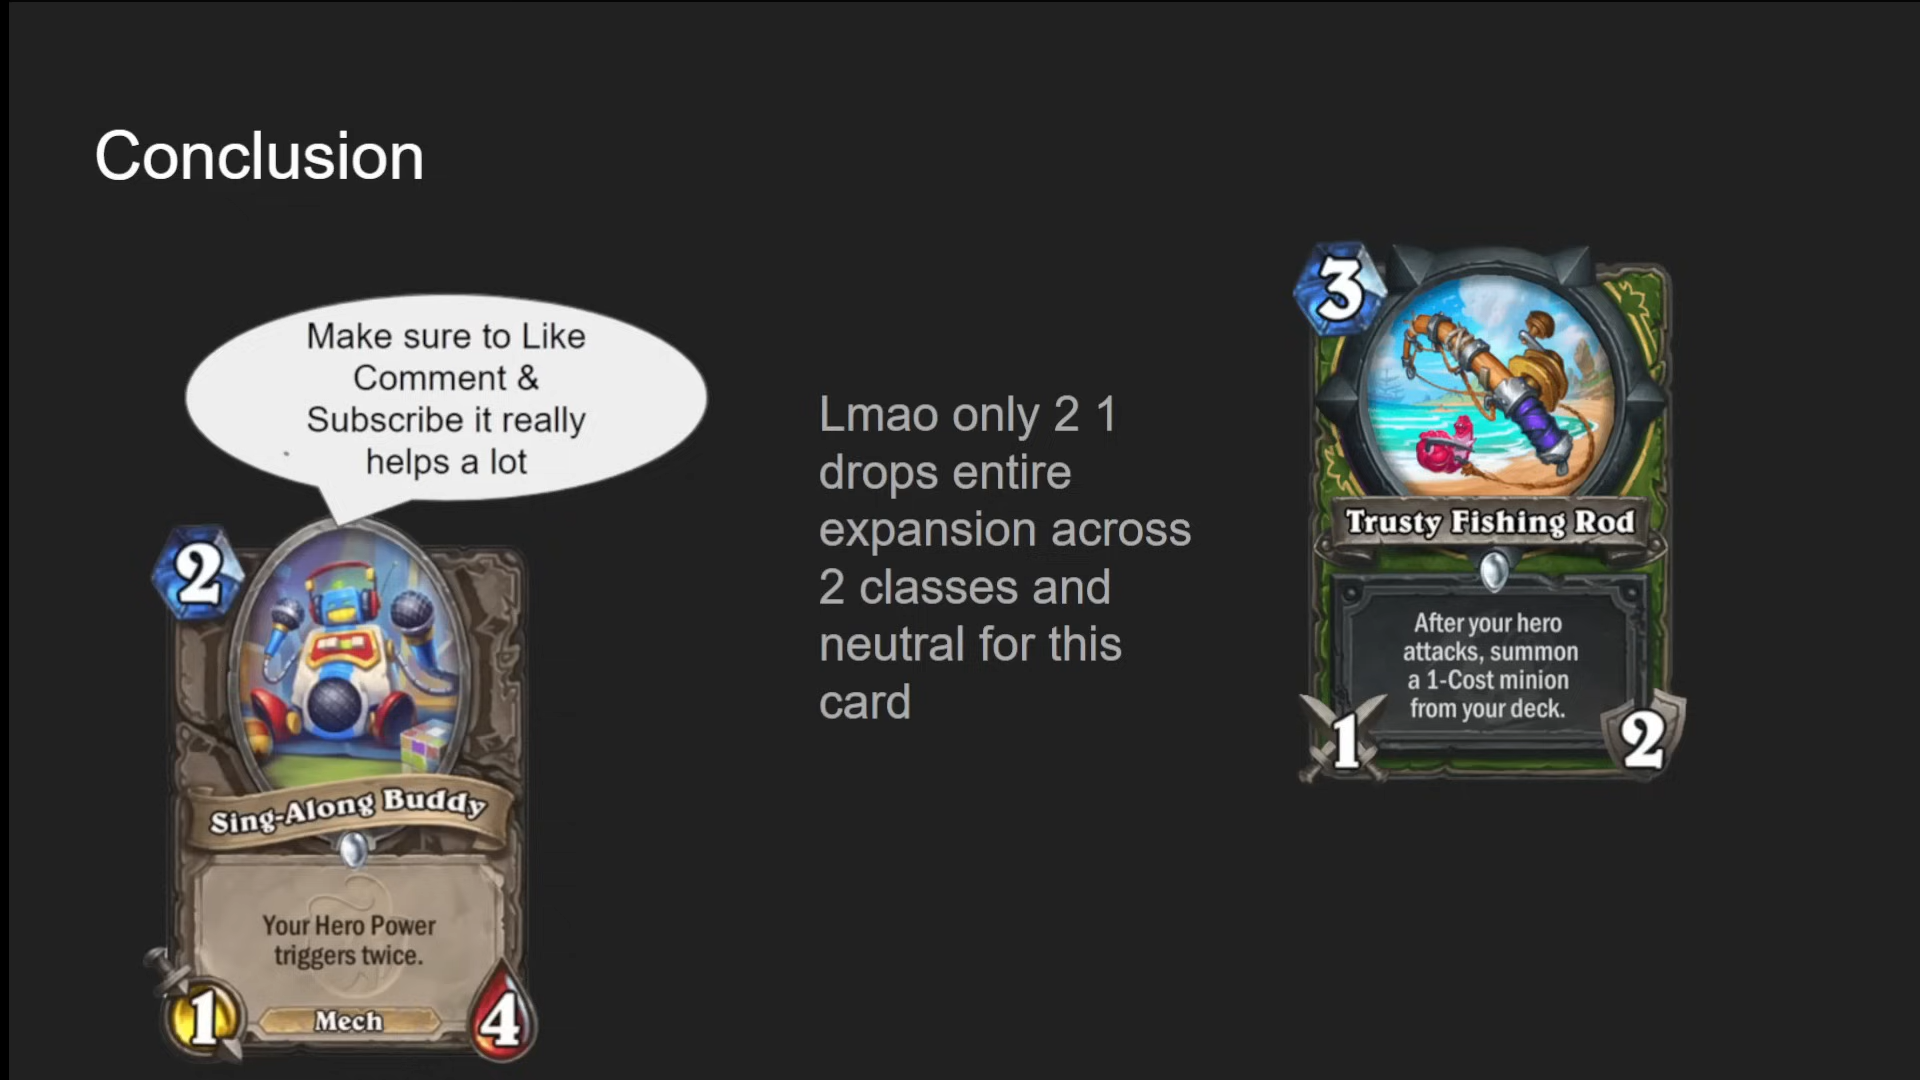 Conclusion
Make sure to Like
Comment &
Subscribe it really
helps a lot
2
Sing-Along Buddy
Your Hero Power
triggers twice.
1
Mech
4
Lmao only 2 1
drops entire
expansion across
2 classes and
neutral for this
card
3
Trusty Fishing Rod
After your hero
attacks, summon
a 1-Cost minion
from your deck.
1
2